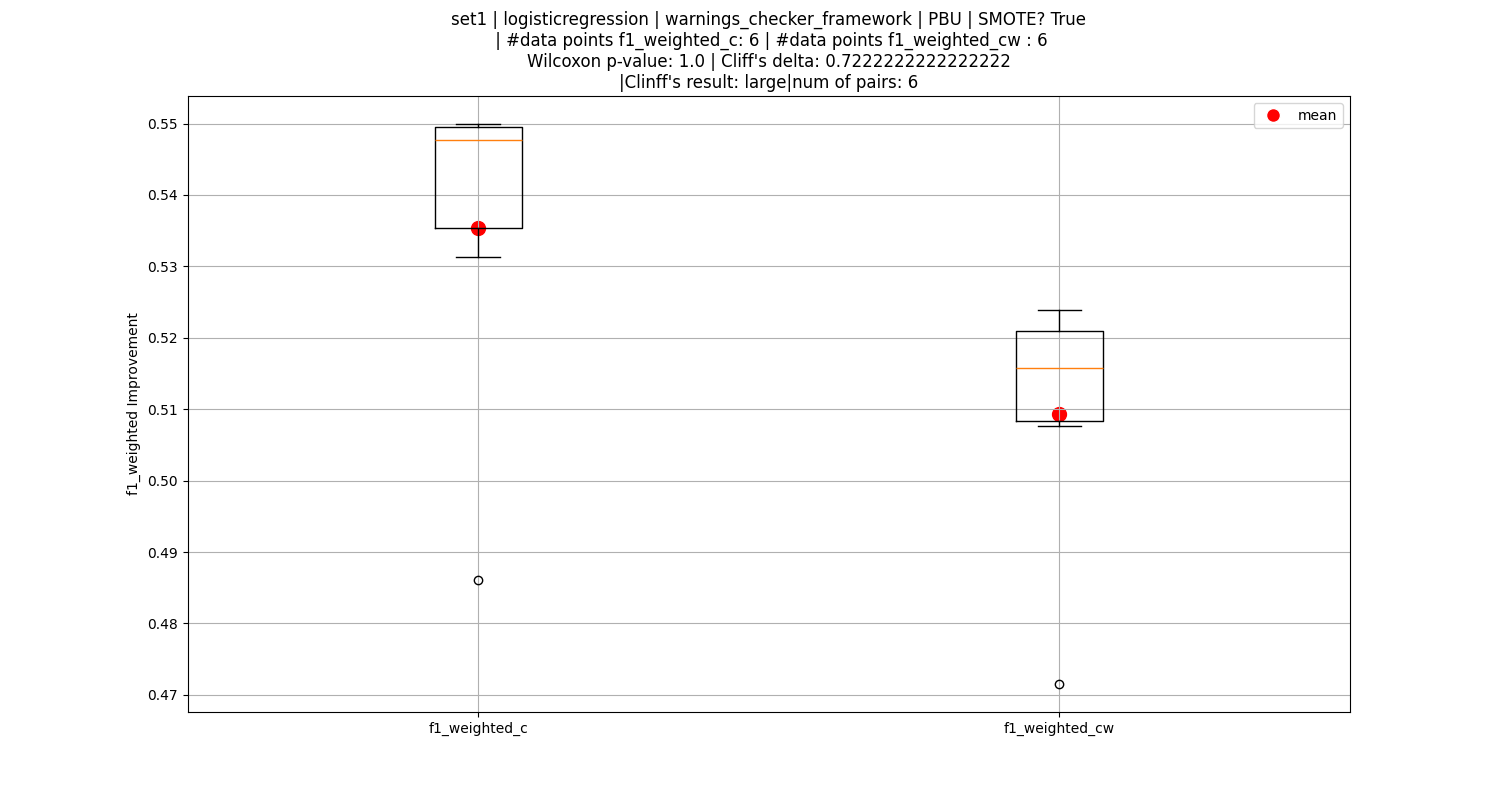 set1 | logisticregression | warnings_checker_framework | PBU | SMOTE? True
| #data points f1_weighted_c: 6 | #data points f1_weighted_cw : 6
Wilcoxon p-value: 1.0 | Cliff's delta: 0.7222222222222222
|Clinff's result: large|num of pairs: 6
mean
f1_weighted Improvement
0.55
0.54
0.53
0.52
0.51
0.50
0.49
0.48
0.47
f1_weighted_c
f1_weighted_cw